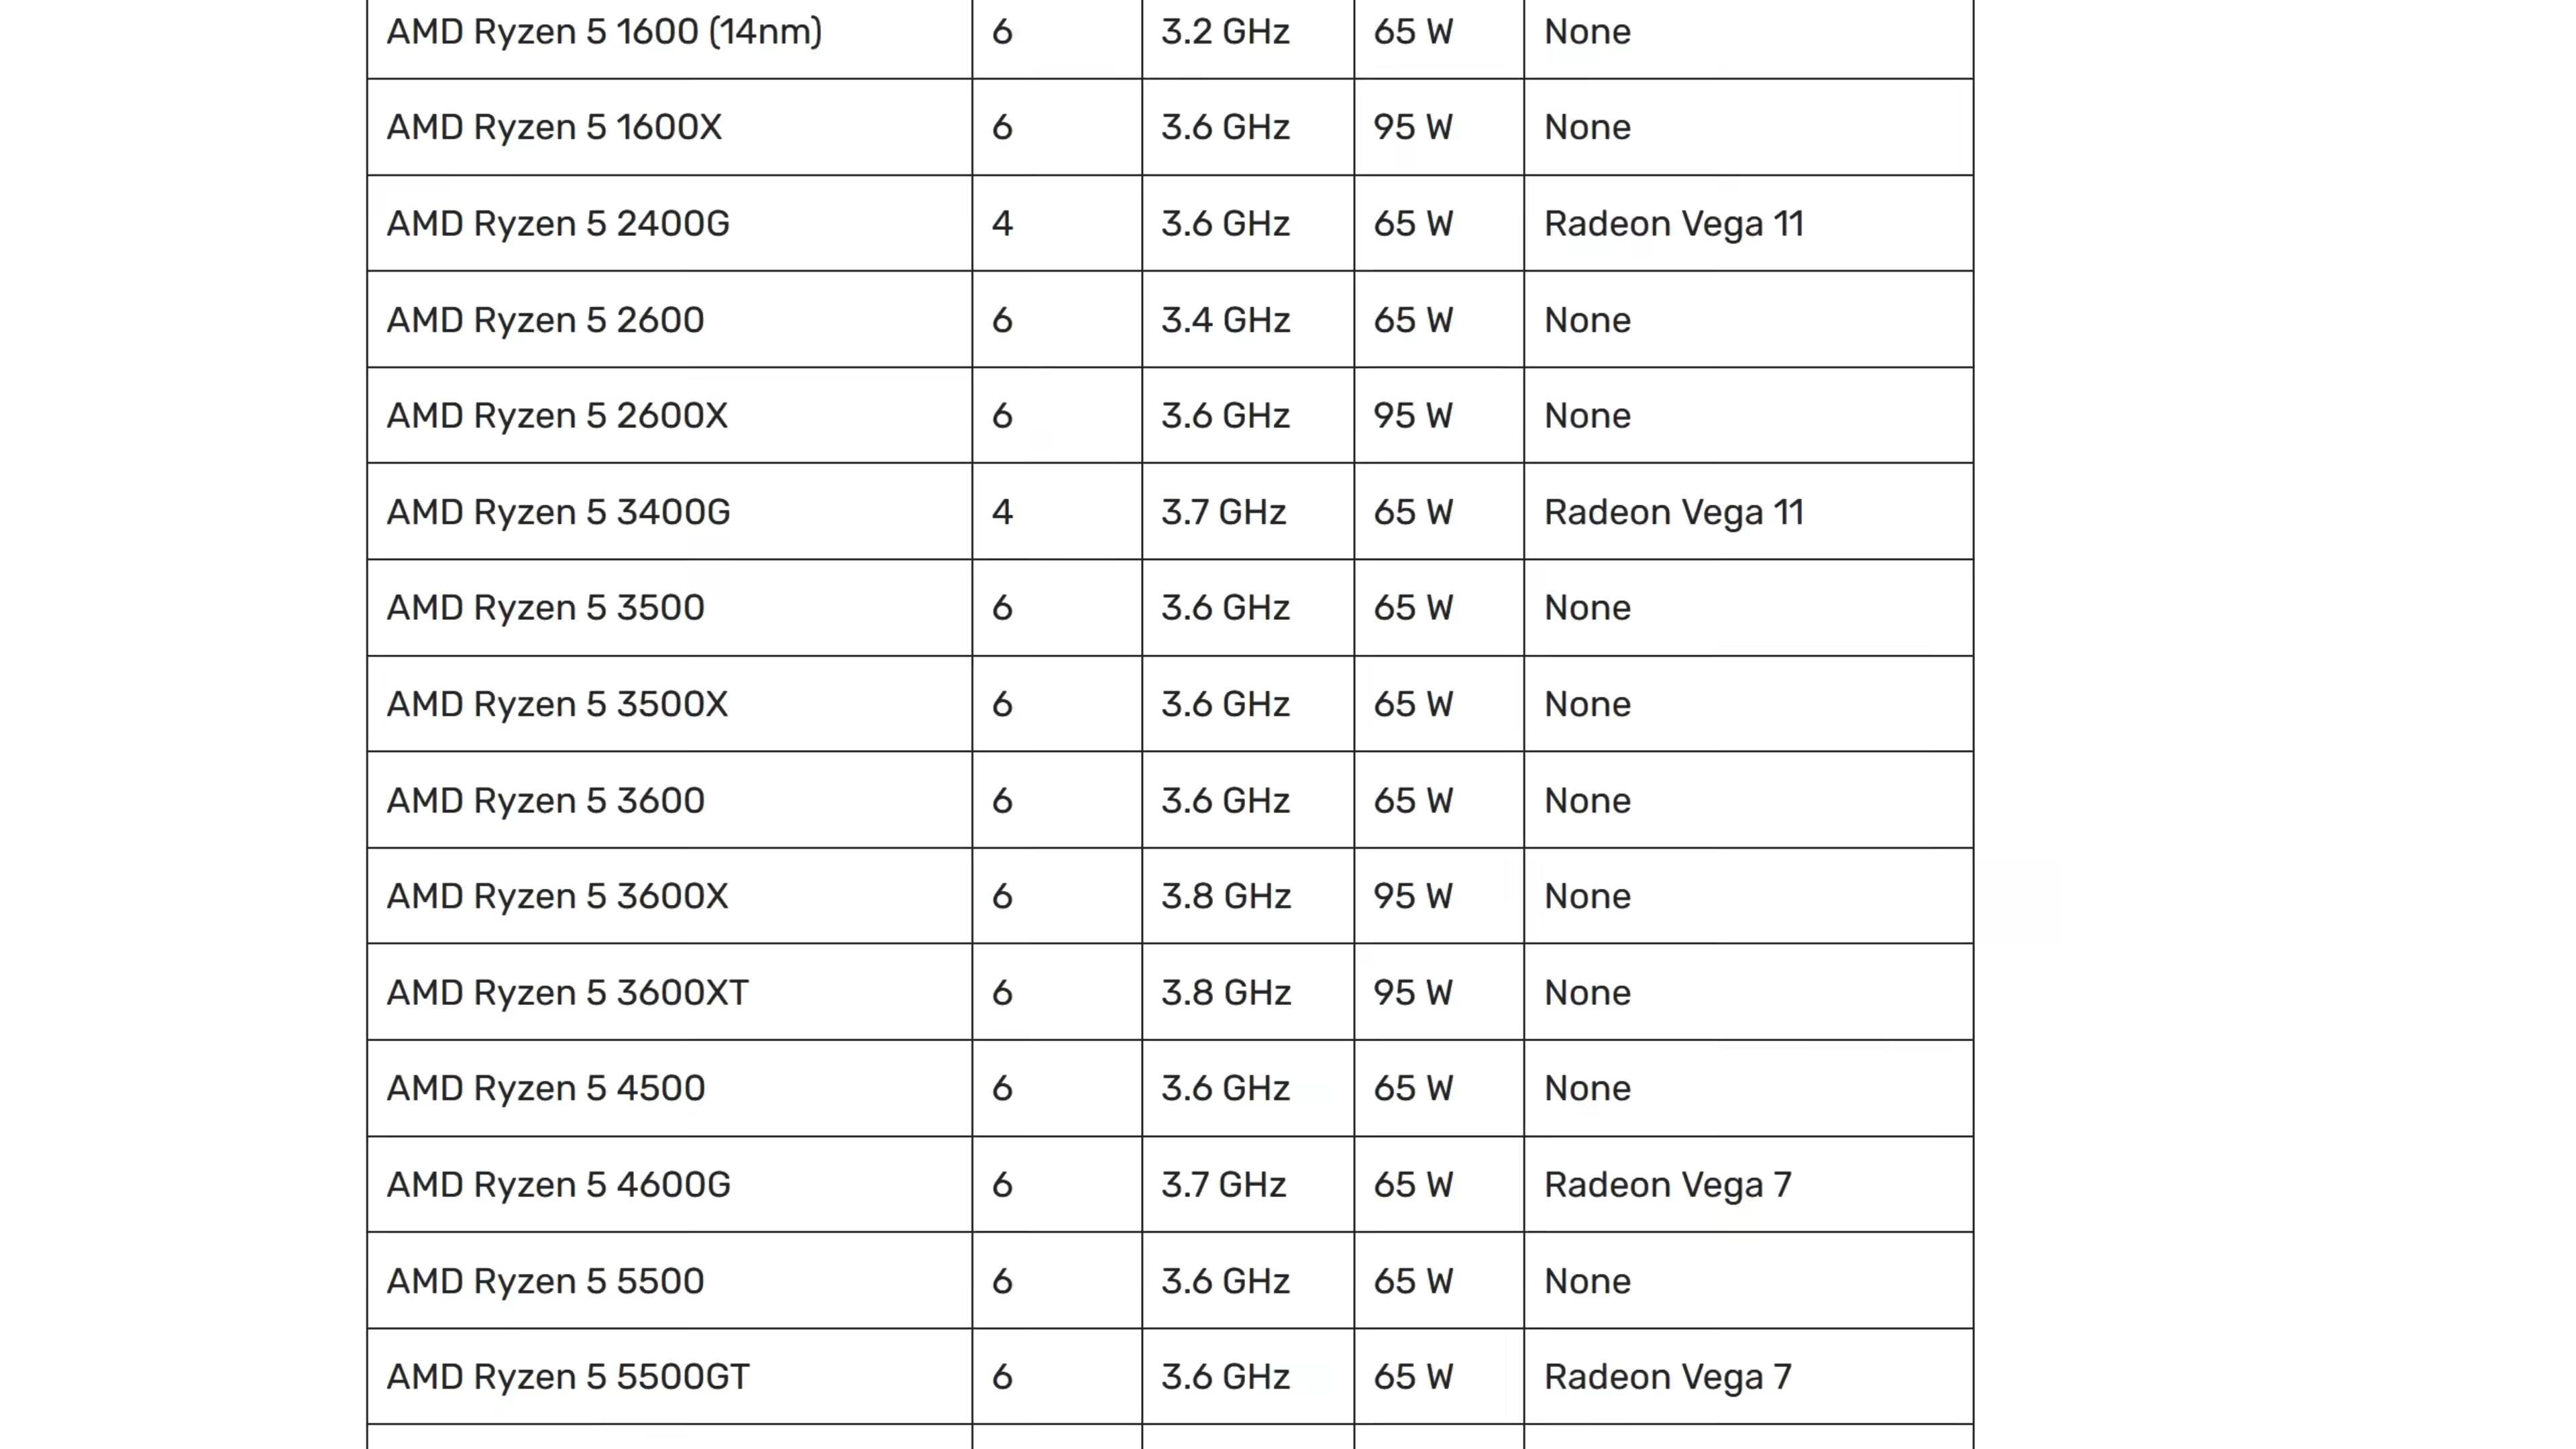 AMD Ryzen 5 1600 (14nm) 6 3.2 GHz 65 W None
AMD Ryzen 5 1600X 6 3.6 GHz 95 W None
AMD Ryzen 5 2400G 4 3.6 GHz 65 W Radeon Vega 11
AMD Ryzen 5 2600 6 3.4 GHz 65 W None
AMD Ryzen 5 2600X 6 3.6 GHz 95 W None
AMD Ryzen 5 3400G 4 3.7 GHz 65 W Radeon Vega 11
AMD Ryzen 5 3500 6 3.6 GHz 65 W None
AMD Ryzen 5 3500X 6 3.6 GHz 65 W None
AMD Ryzen 5 3600 6 3.6 GHz 65 W None
AMD Ryzen 5 3600X 6 3.8 GHz 95 W None
AMD Ryzen 5 3600XT 6 3.8 GHz 95 W None
AMD Ryzen 5 4500 6 3.6 GHz 65 W None
AMD Ryzen 5 4600G 6 3.7 GHz 65 W Radeon Vega 7
AMD Ryzen 5 5500 6 3.6 GHz 65 W None
AMD Ryzen 5 5500GT 6 3.6 GHz 65 W Radeon Vega 7